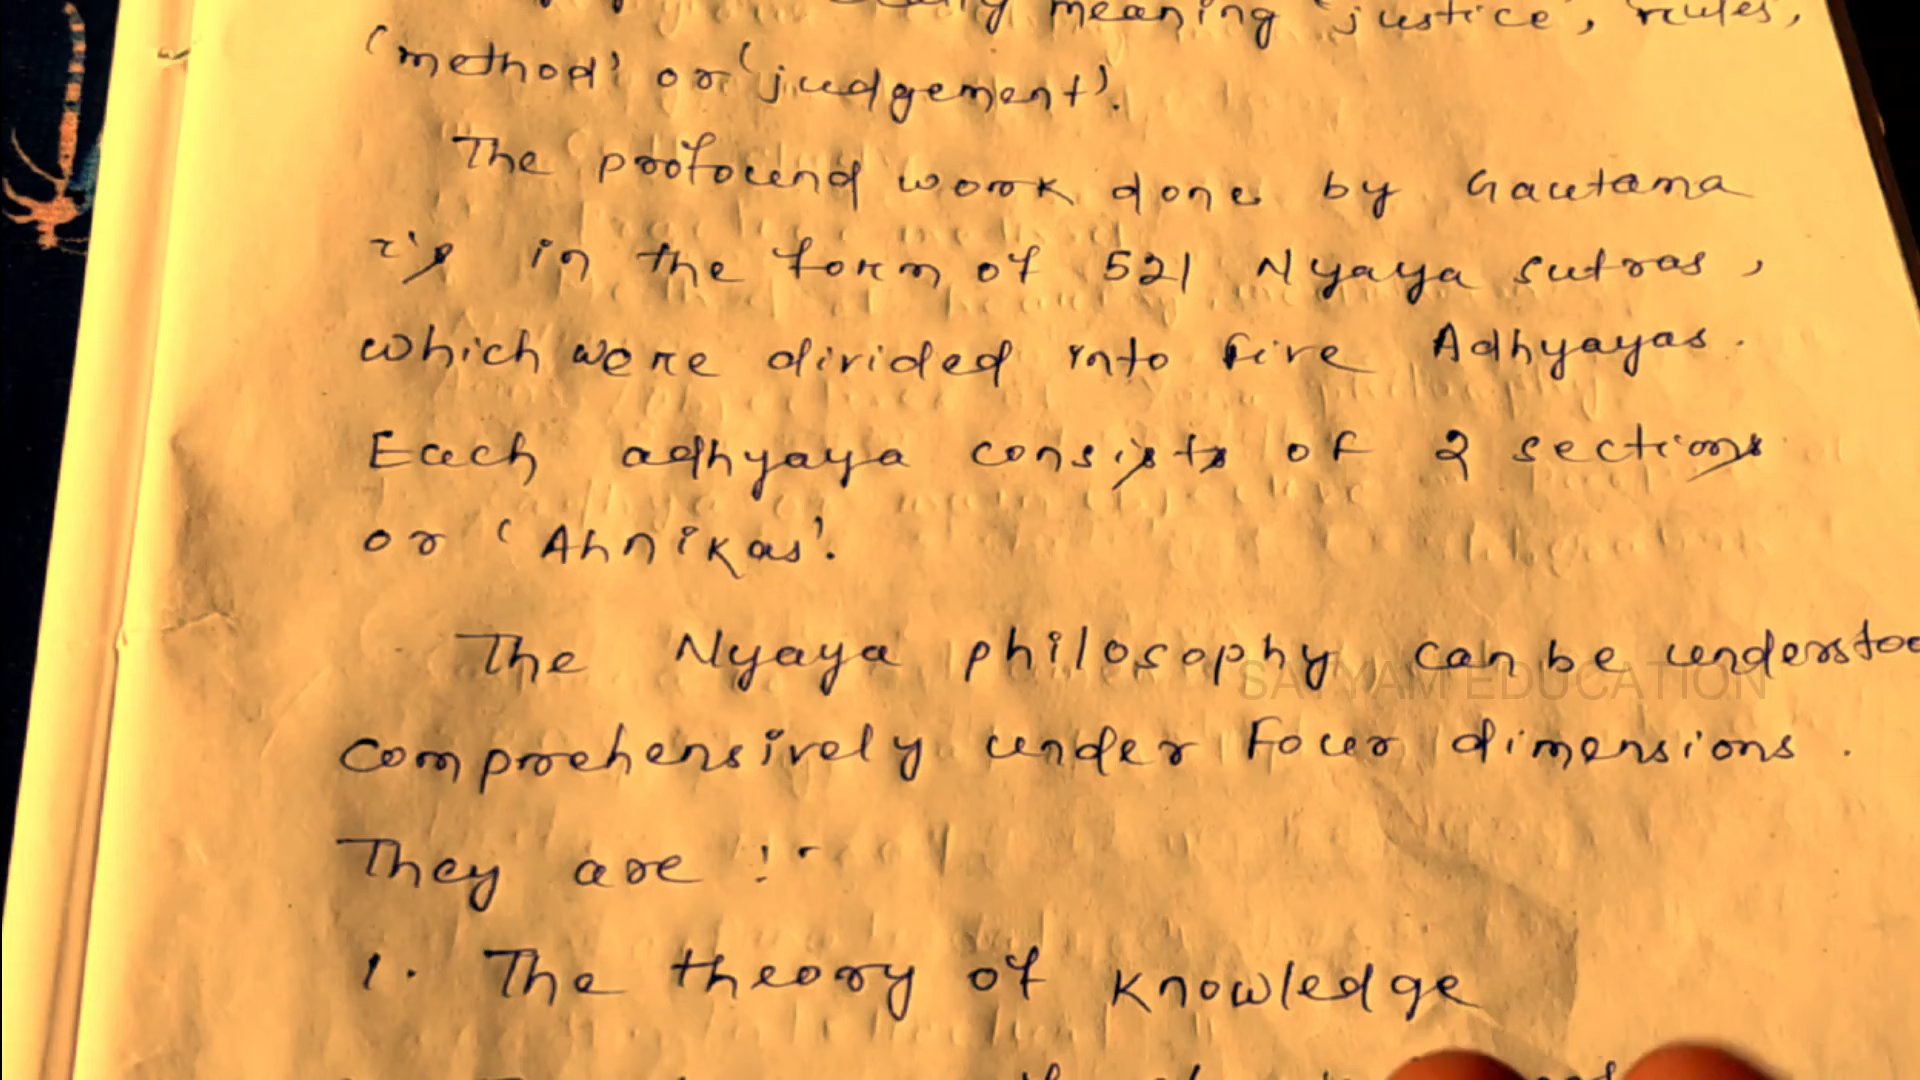 meaning 'justice', rules,
'method' or 'judgement'.
The profound work done by Gautama
is in the form of 521 Nyaya sutras,
which were divided into five Adhyayas.
Each adhyaya consists of 2 sections
or 'Ahnikas'.
The Nyaya philosophy can be understoo
SATYAM EDUCATION
comprehensively under Four dimensions.
They are :-
1. The theory of Knowledge